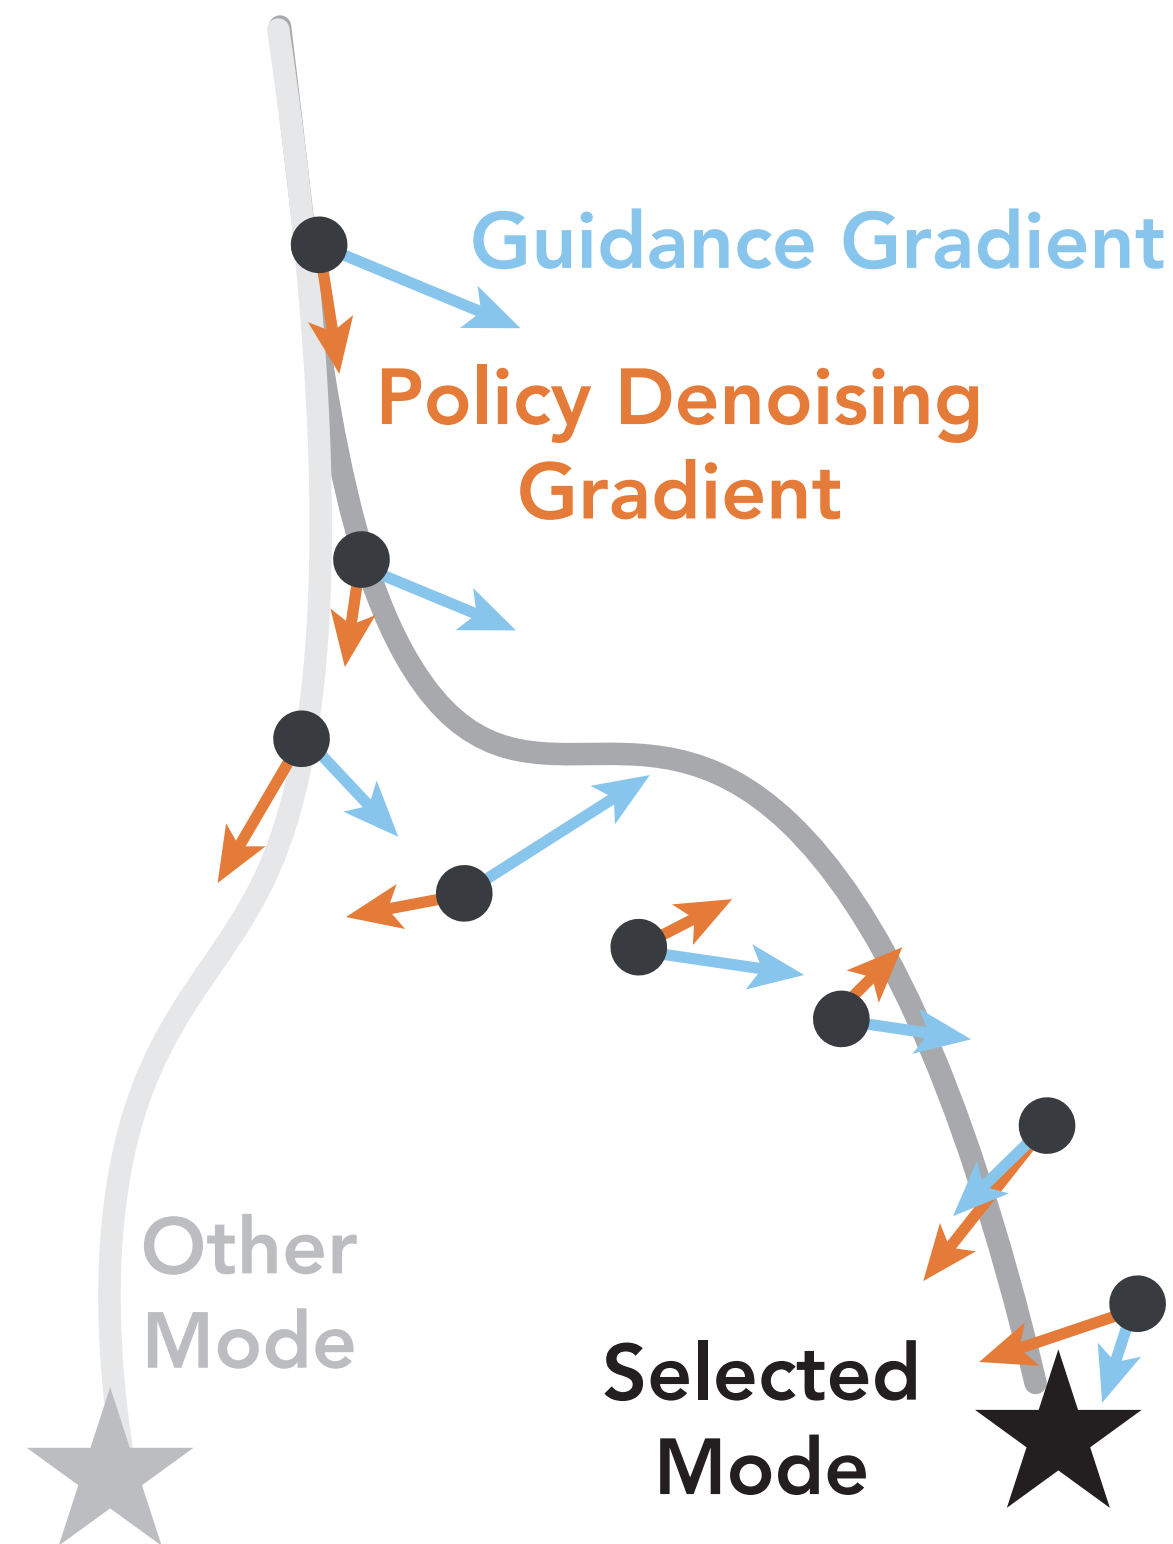 Guidance Gradient
Policy Denoising
Gradient
Other
Mode
Selected
Mode